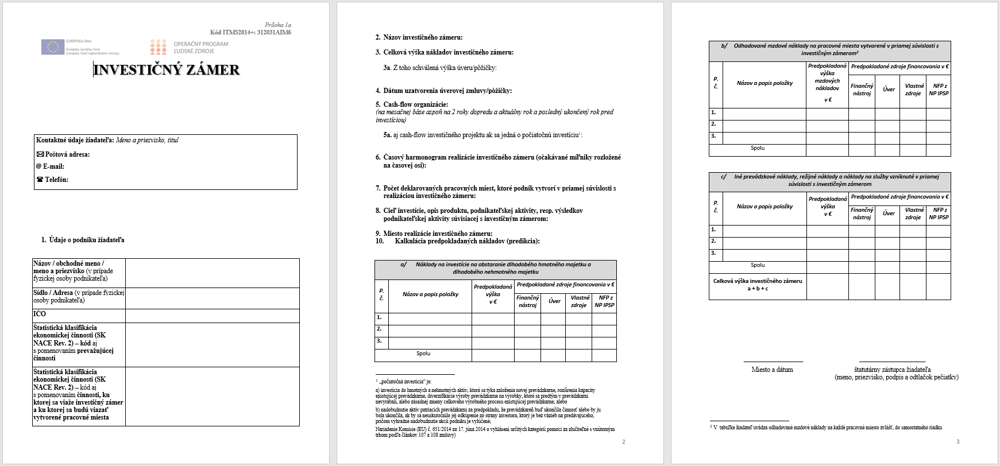 Príloha 1a
Kód ITMS2014+: 312031AIM6
EURÓPSKA ÚNIA
Európsky sociálny fond
Európsky fond regionálneho rozvoja
OPERAČNÝ PROGRAM
ĽUDSKÉ ZDROJE
INVESTIČNÝ ZÁMER
Kontaktné údaje žiadateľa: Meno a priezvisko, titul
Poštová adresa:
@ E-mail:
Telefón:
1. Údaje o podniku žiadateľa
Názov / obchodné meno /
meno a priezvisko (v prípade
fyzickej osoby podnikateľa)
Sídlo / Adresa (v prípade fyzickej
osoby podnikateľa)
IČO
Štatistická klasifikácia
ekonomickej činnosti (SK
NACE Rev. 2) – kód aj
s pomenovaním prevažujúcej
činnosti
Štatistická klasifikácia
ekonomickej činnosti (SK
NACE Rev. 2) – kód aj
s pomenovaním činnosti, ku
ktorej sa viaže investičný zámer
a ku ktorej sa budú viazať
vytvorené pracovné miesta
2. Názov investičného zámeru:
3. Celková výška nákladov investičného zámeru:
3a. Z toho schválená výška úveru/pôžičky:
4. Dátum uzatvorenia úverovej zmluvy/pôžičky:
5. Cash-flow organizácie:
(na mesačnej báze aspoň na 2 roky dopredu a aktuálny rok a posledný ukončený rok pred
investíciou)
5a. aj cash-flow investičného projektu ak sa jedná o počiatočnú investíciu¹:
6. Časový harmonogram realizácie investičného zámeru (očakávané míľniky rozložené
na časovej osi):
7. Počet deklarovaných pracovných miest, ktoré podnik vytvorí v priamej súvislosti s
realizáciou investičného zámeru:
8. Cieľ investície, opis produktu, podnikateľskej aktivity, resp. výsledkov
podnikateľskej aktivity súvisiacej s investičným zámerom:
9. Miesto realizácie investičného zámeru:
10. Kalkulácia predpokladaných nákladov (predikcia):
a/ Náklady na investície na obstaranie dlhodobého hmotného majetku a
dlhodobého nehmotného majetku
P. č.
Názov a popis položky
Predpokladaná
výška
v €
Predpokladané zdroje financovania v €
Finančný nástroj
Úver
Vlastné zdroje
NFP z NP IPSP
1.
2.
3.
Spolu
¹ „počiatočná investícia“ je:
a) investícia do hmotných a nehmotných aktív, ktorá sa týka založenia novej prevádzkarne, rozšírenia kapacity
existujúcej prevádzkarne, diverzifikácie výroby prevádzkarne na výrobky, ktoré sa predtým v prevádzkarni
nevyrábali, alebo zásadnej zmeny celkového výrobného procesu existujúcej prevádzkarne; alebo
b) nadobudnutie aktív patriacich prevádzkarni za predpokladu, že prevádzkareň buď ukončila činnosť alebo by ju
bola ukončila, ak by sa neuskutočnilo jej odkúpenie zo strany investora, ktorý je bez väzieb na predávajúceho,
pričom výhradné nadobudnutie akcií podniku je vylúčené;
Nariadenie Komisie (EÚ) č. 651/2014 zo 17. júna 2014 o vyhlásení určitých kategórií pomoci za zlučiteľné s vnútorným
trhom podľa článkov 107 a 108 zmluvy)
2
b/ Odhadované mzdové náklady na pracovné miesta vytvorené v priamej súvislosti s
investičným zámerom²
P. č.
Názov a popis položky
Predpokladaná
výška
mzdových
nákladov
v €
Predpokladané zdroje financovania v €
Finančný nástroj
Úver
Vlastné zdroje
NFP z NP IPSP
1.
2.
3.
Spolu
c/ Iné prevádzkové náklady, režijné náklady a náklady na služby vzniknuté v priamej
súvislosti s investičným zámerom
P. č.
Názov a popis položky
Predpokladaná
výška
v €
Predpokladané zdroje financovania v €
Finančný nástroj
Úver
Vlastné zdroje
NFP z NP IPSP
1.
2.
3.
Spolu
Celková výška investičného zámeru
a + b + c
Miesto a dátum
štatutárny zástupca žiadateľa
(meno, priezvisko, podpis a odtlačok pečiatky)
² V tabuľke žiadateľ uvádza odhadované mzdové náklady na každé pracovné miesto zvlášť, do samostatného riadku
3